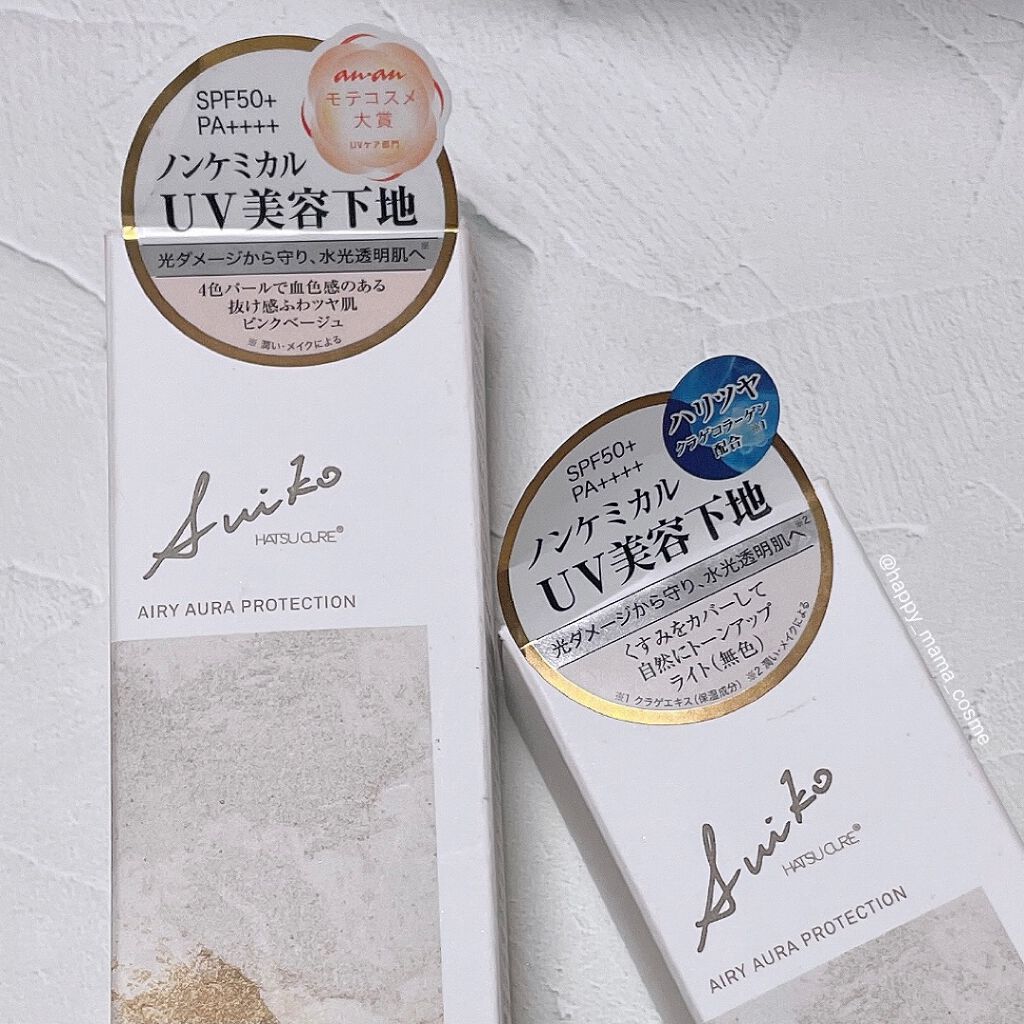 SPF50+
PA++++
an・an
モテコスメ
大賞
UVケア部門
ノンケミカル
UV美容下地
光ダメージから守り、水光透明肌へ※
4色パールで血色感のある
抜け感ふわツヤ肌
ピンクベージュ
※ 潤い・メイクによる
Suiko
HATSUCURE®
AIRY AURA PROTECTION
ハリツヤ
クラゲコラーゲン
配合 ※1
SPF50+
PA++++
ノンケミカル
UV美容下地
光ダメージから守り、水光透明肌へ※2
くすみをカバーして
自然にトーンアップ
ライト(無色)
※1 クラゲエキス(保湿成分) ※2 潤い・メイクによる
Suiko
HATSUCURE®
AIRY AURA PROTECTION
@happy_mama_cosme